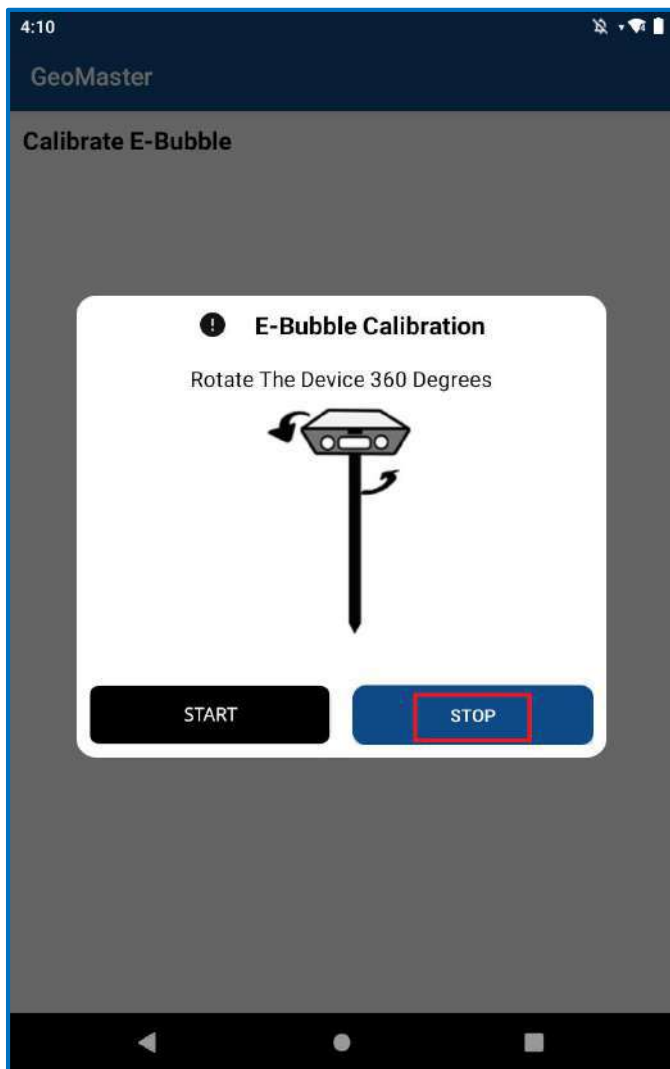 4:10
GeoMaster
Calibrate E-Bubble
E-Bubble Calibration
Rotate The Device 360 Degrees
START
STOP